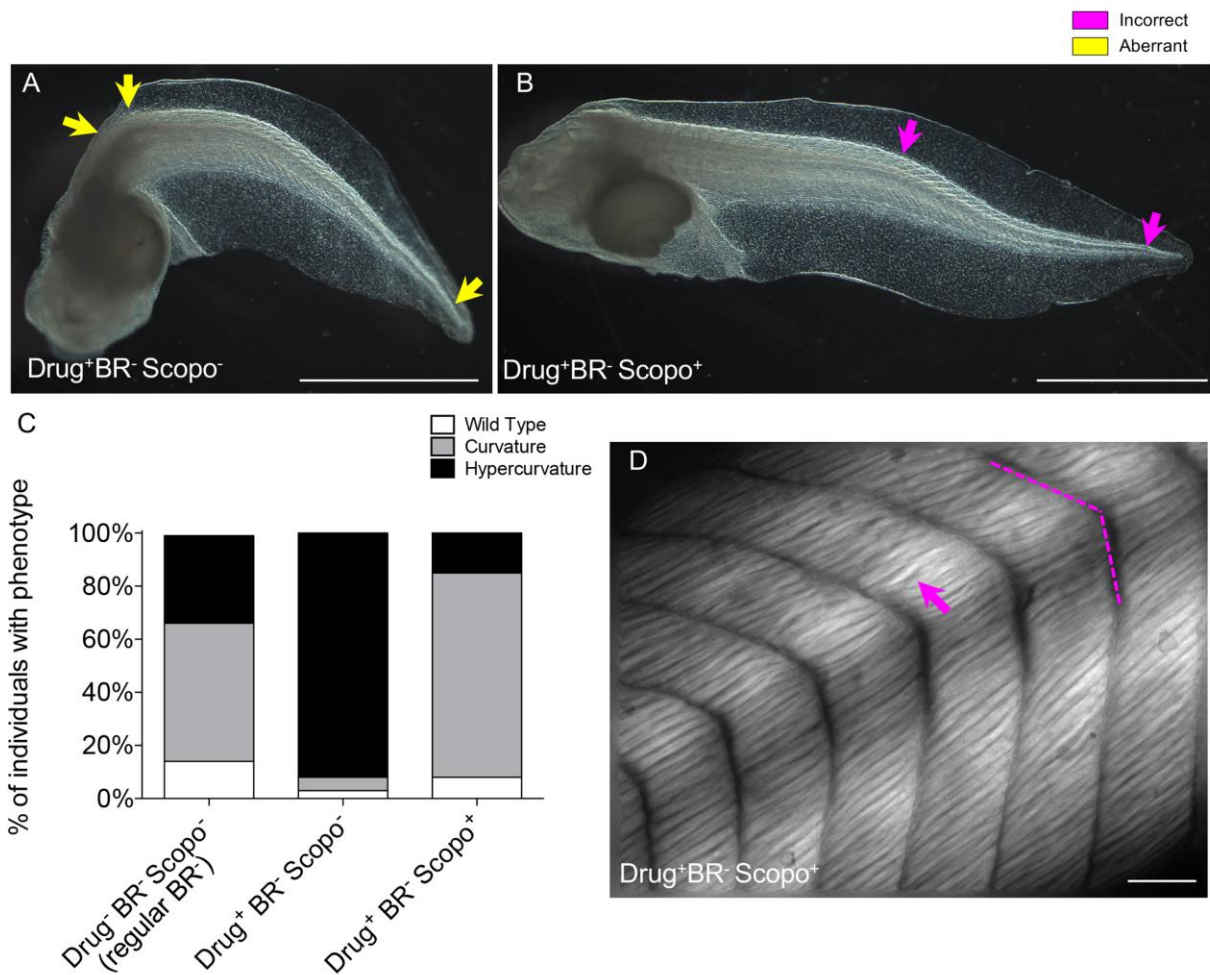 Incorrect
Aberrant
A
Drug⁺BR⁻ Scopo⁻
B
Drug⁺BR⁻ Scopo⁺
C
Wild Type
Curvature
Hypercurvature
% of individuals with phenotype
100%
80%
60%
40%
20%
0%
Drug⁻ BR⁻ Scopo⁻
(regular BR⁻)
Drug⁺ BR⁻ Scopo⁻
Drug⁺ BR⁻ Scopo⁺
D
Drug⁺BR⁻ Scopo⁺